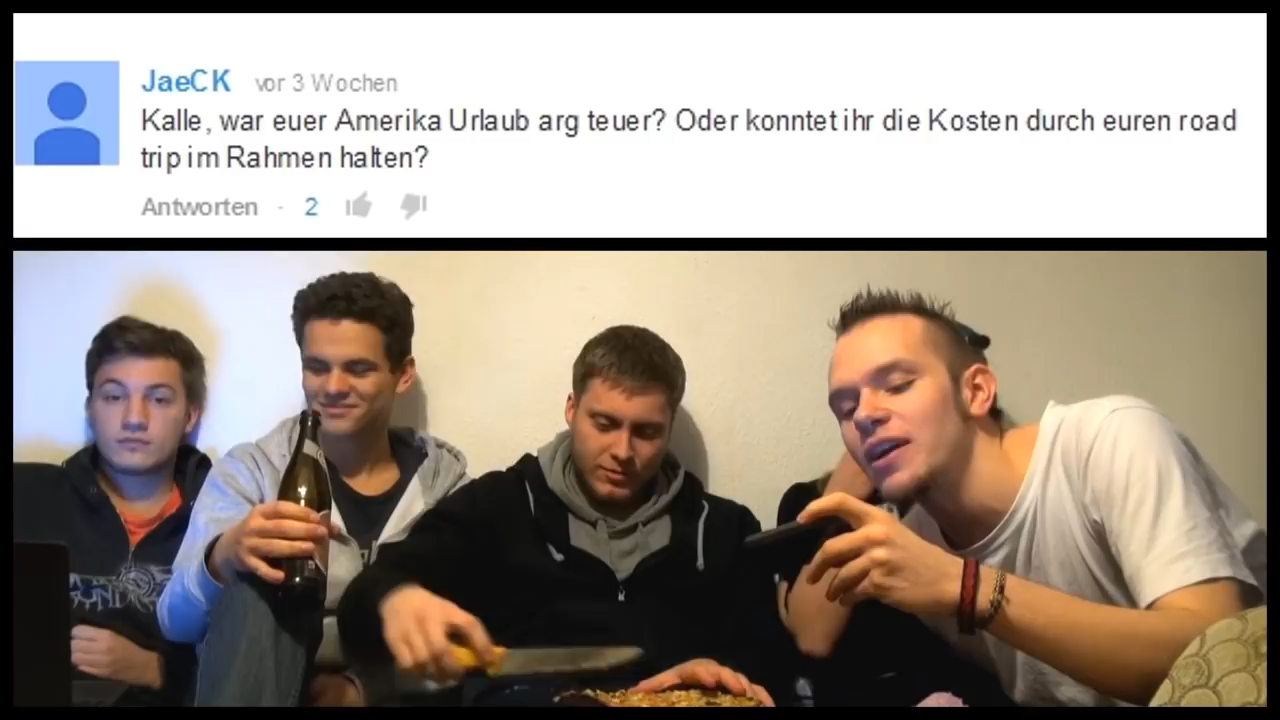 JaeCK vor 3 Wochen
Kalle, war euer Amerika Urlaub arg teuer? Oder konntet ihr die Kosten durch euren road
trip im Rahmen halten?
Antworten · 2